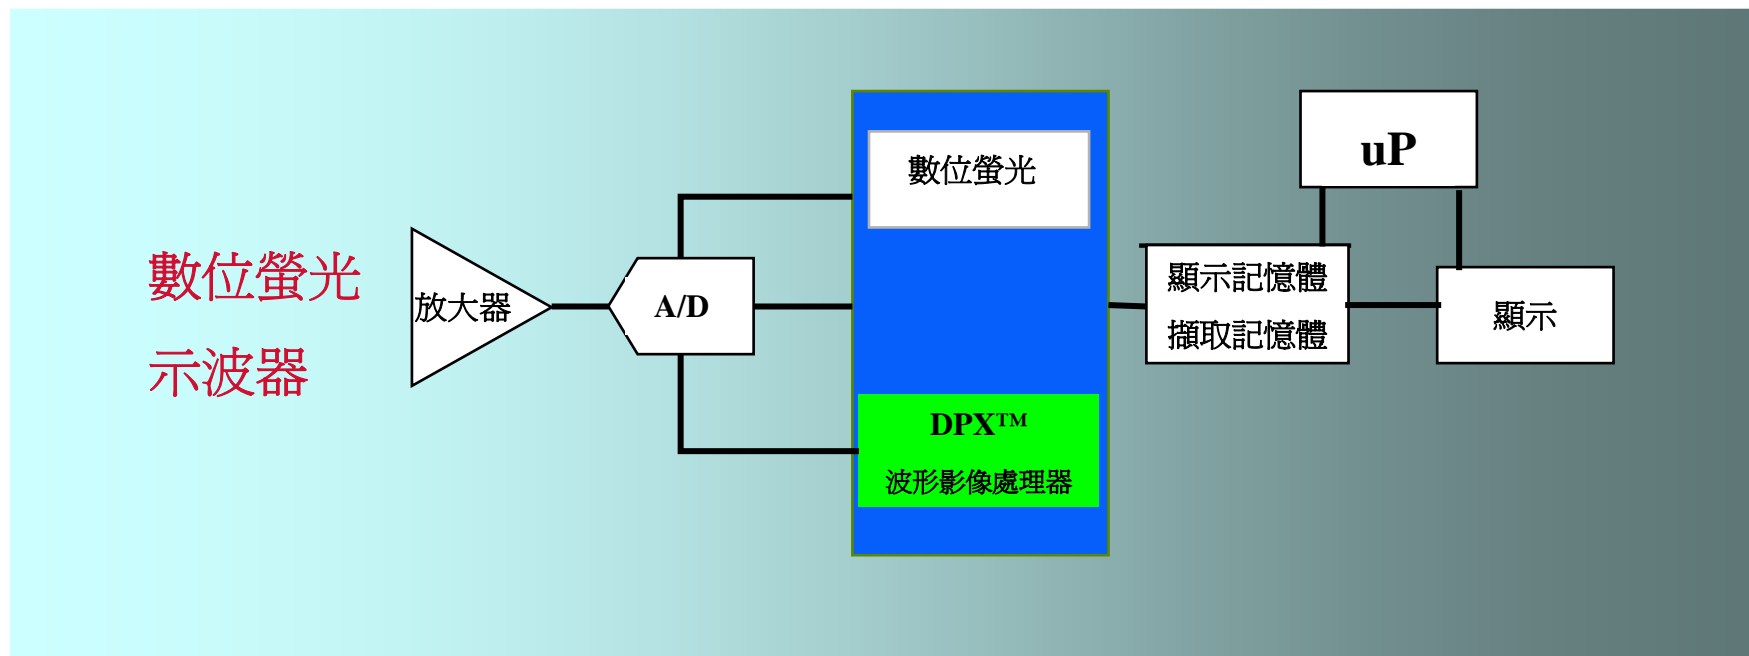 數位螢光
示波器
放大器
A/D
數位螢光
DPX™
波形影像處理器
顯示記憶體
擷取記憶體
uP
顯示